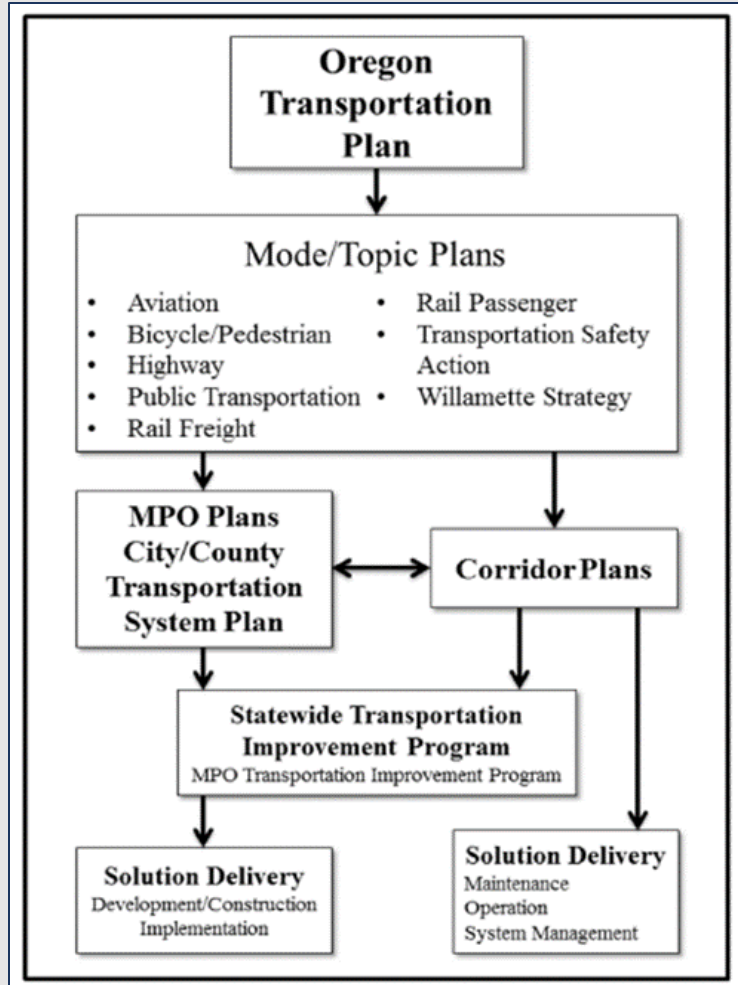 Oregon
Transportation
Plan
Mode/Topic Plans
• Aviation
• Bicycle/Pedestrian
• Highway
• Public Transportation
• Rail Freight
• Rail Passenger
• Transportation Safety
Action
• Willamette Strategy
MPO Plans
City/County
Transportation
System Plan
Corridor Plans
Statewide Transportation
Improvement Program
MPO Transportation Improvement Program
Solution Delivery
Development/Construction
Implementation
Solution Delivery
Maintenance
Operation
System Management